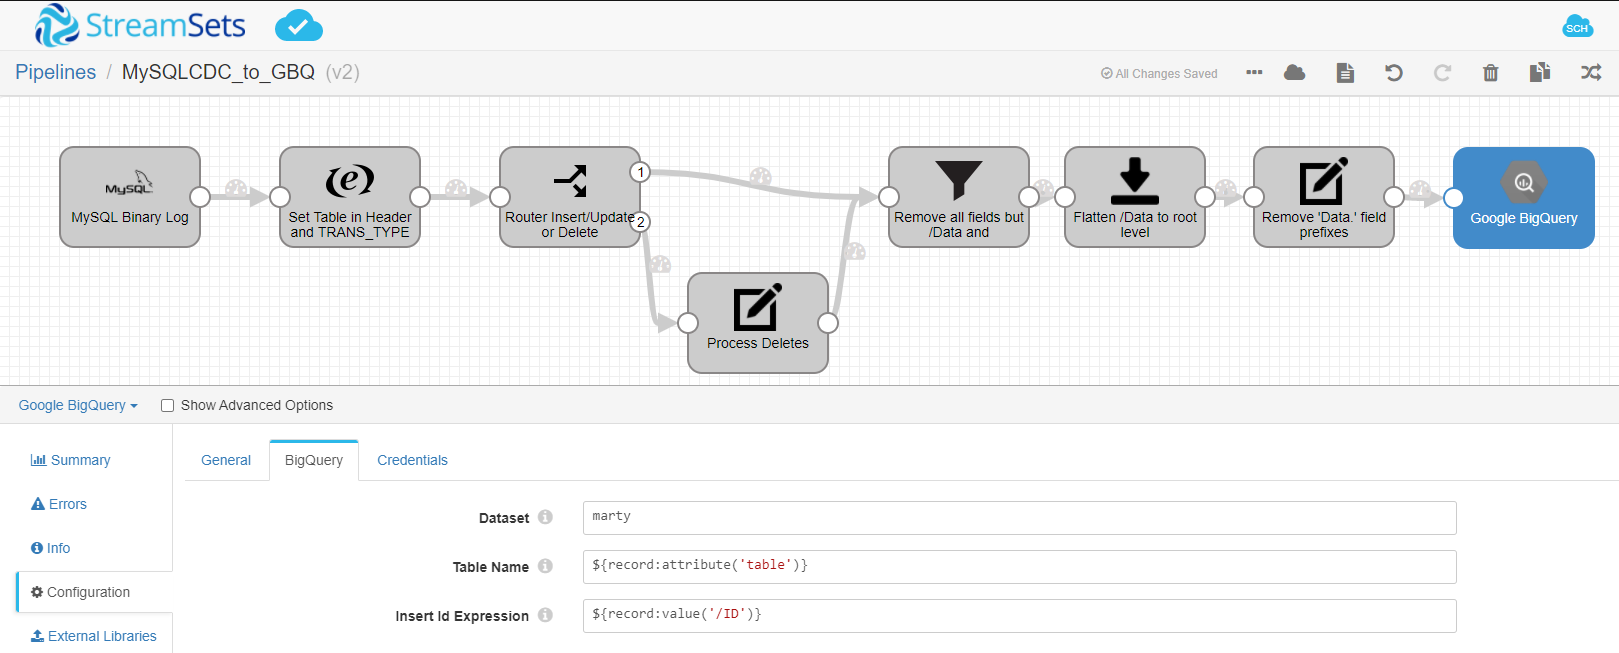 StreamSets
SCH
Pipelines / MySQLCDC_to_GBQ (v2)
All Changes Saved
MySQL
MySQL Binary Log
Set Table in Header
and TRANS_TYPE
1
2
Router Insert/Update
or Delete
Process Deletes
Remove all fields but
/Data and
Flatten /Data to root
level
Remove 'Data.' field
prefixes
Google BigQuery
Google BigQuery
Show Advanced Options
Summary
Errors
Info
Configuration
External Libraries
General
BigQuery
Credentials
Dataset
marty
Table Name
${record:attribute('table')}
Insert Id Expression
${record:value('/ID')}